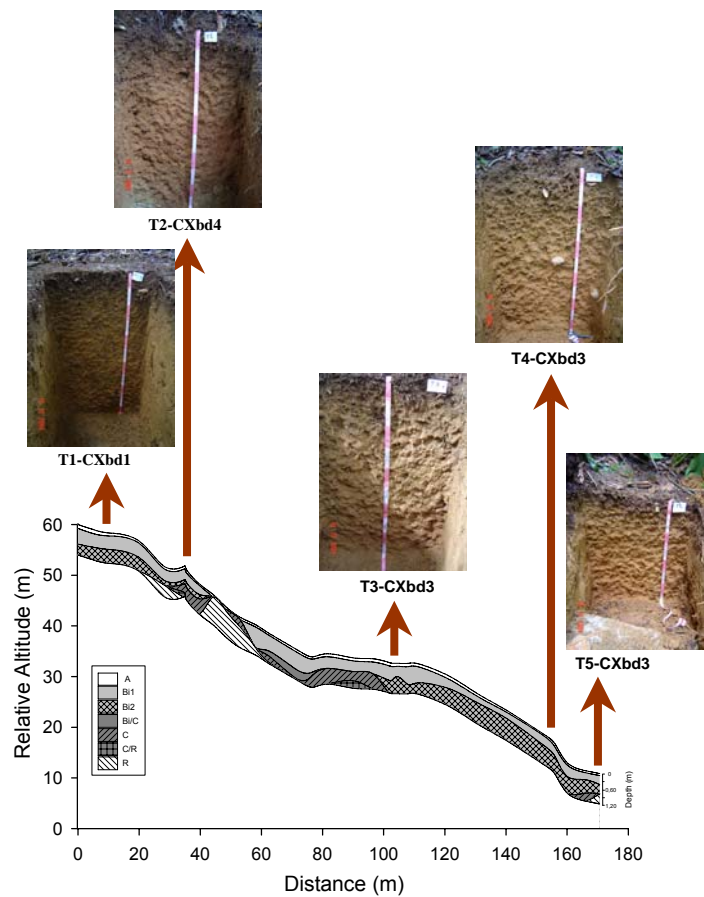 T2-CXbd4
T4-CXbd3
T1-CXbd1
T3-CXbd3
T5-CXbd3
Relative Altitude (m)
60
50
40
30
20
10
0
A
Bi1
Bi2
Bi/C
C
C/R
R
0
0,60
1,20
Depth (m)
0 20 40 60 80 100 120 140 160 180
Distance (m)